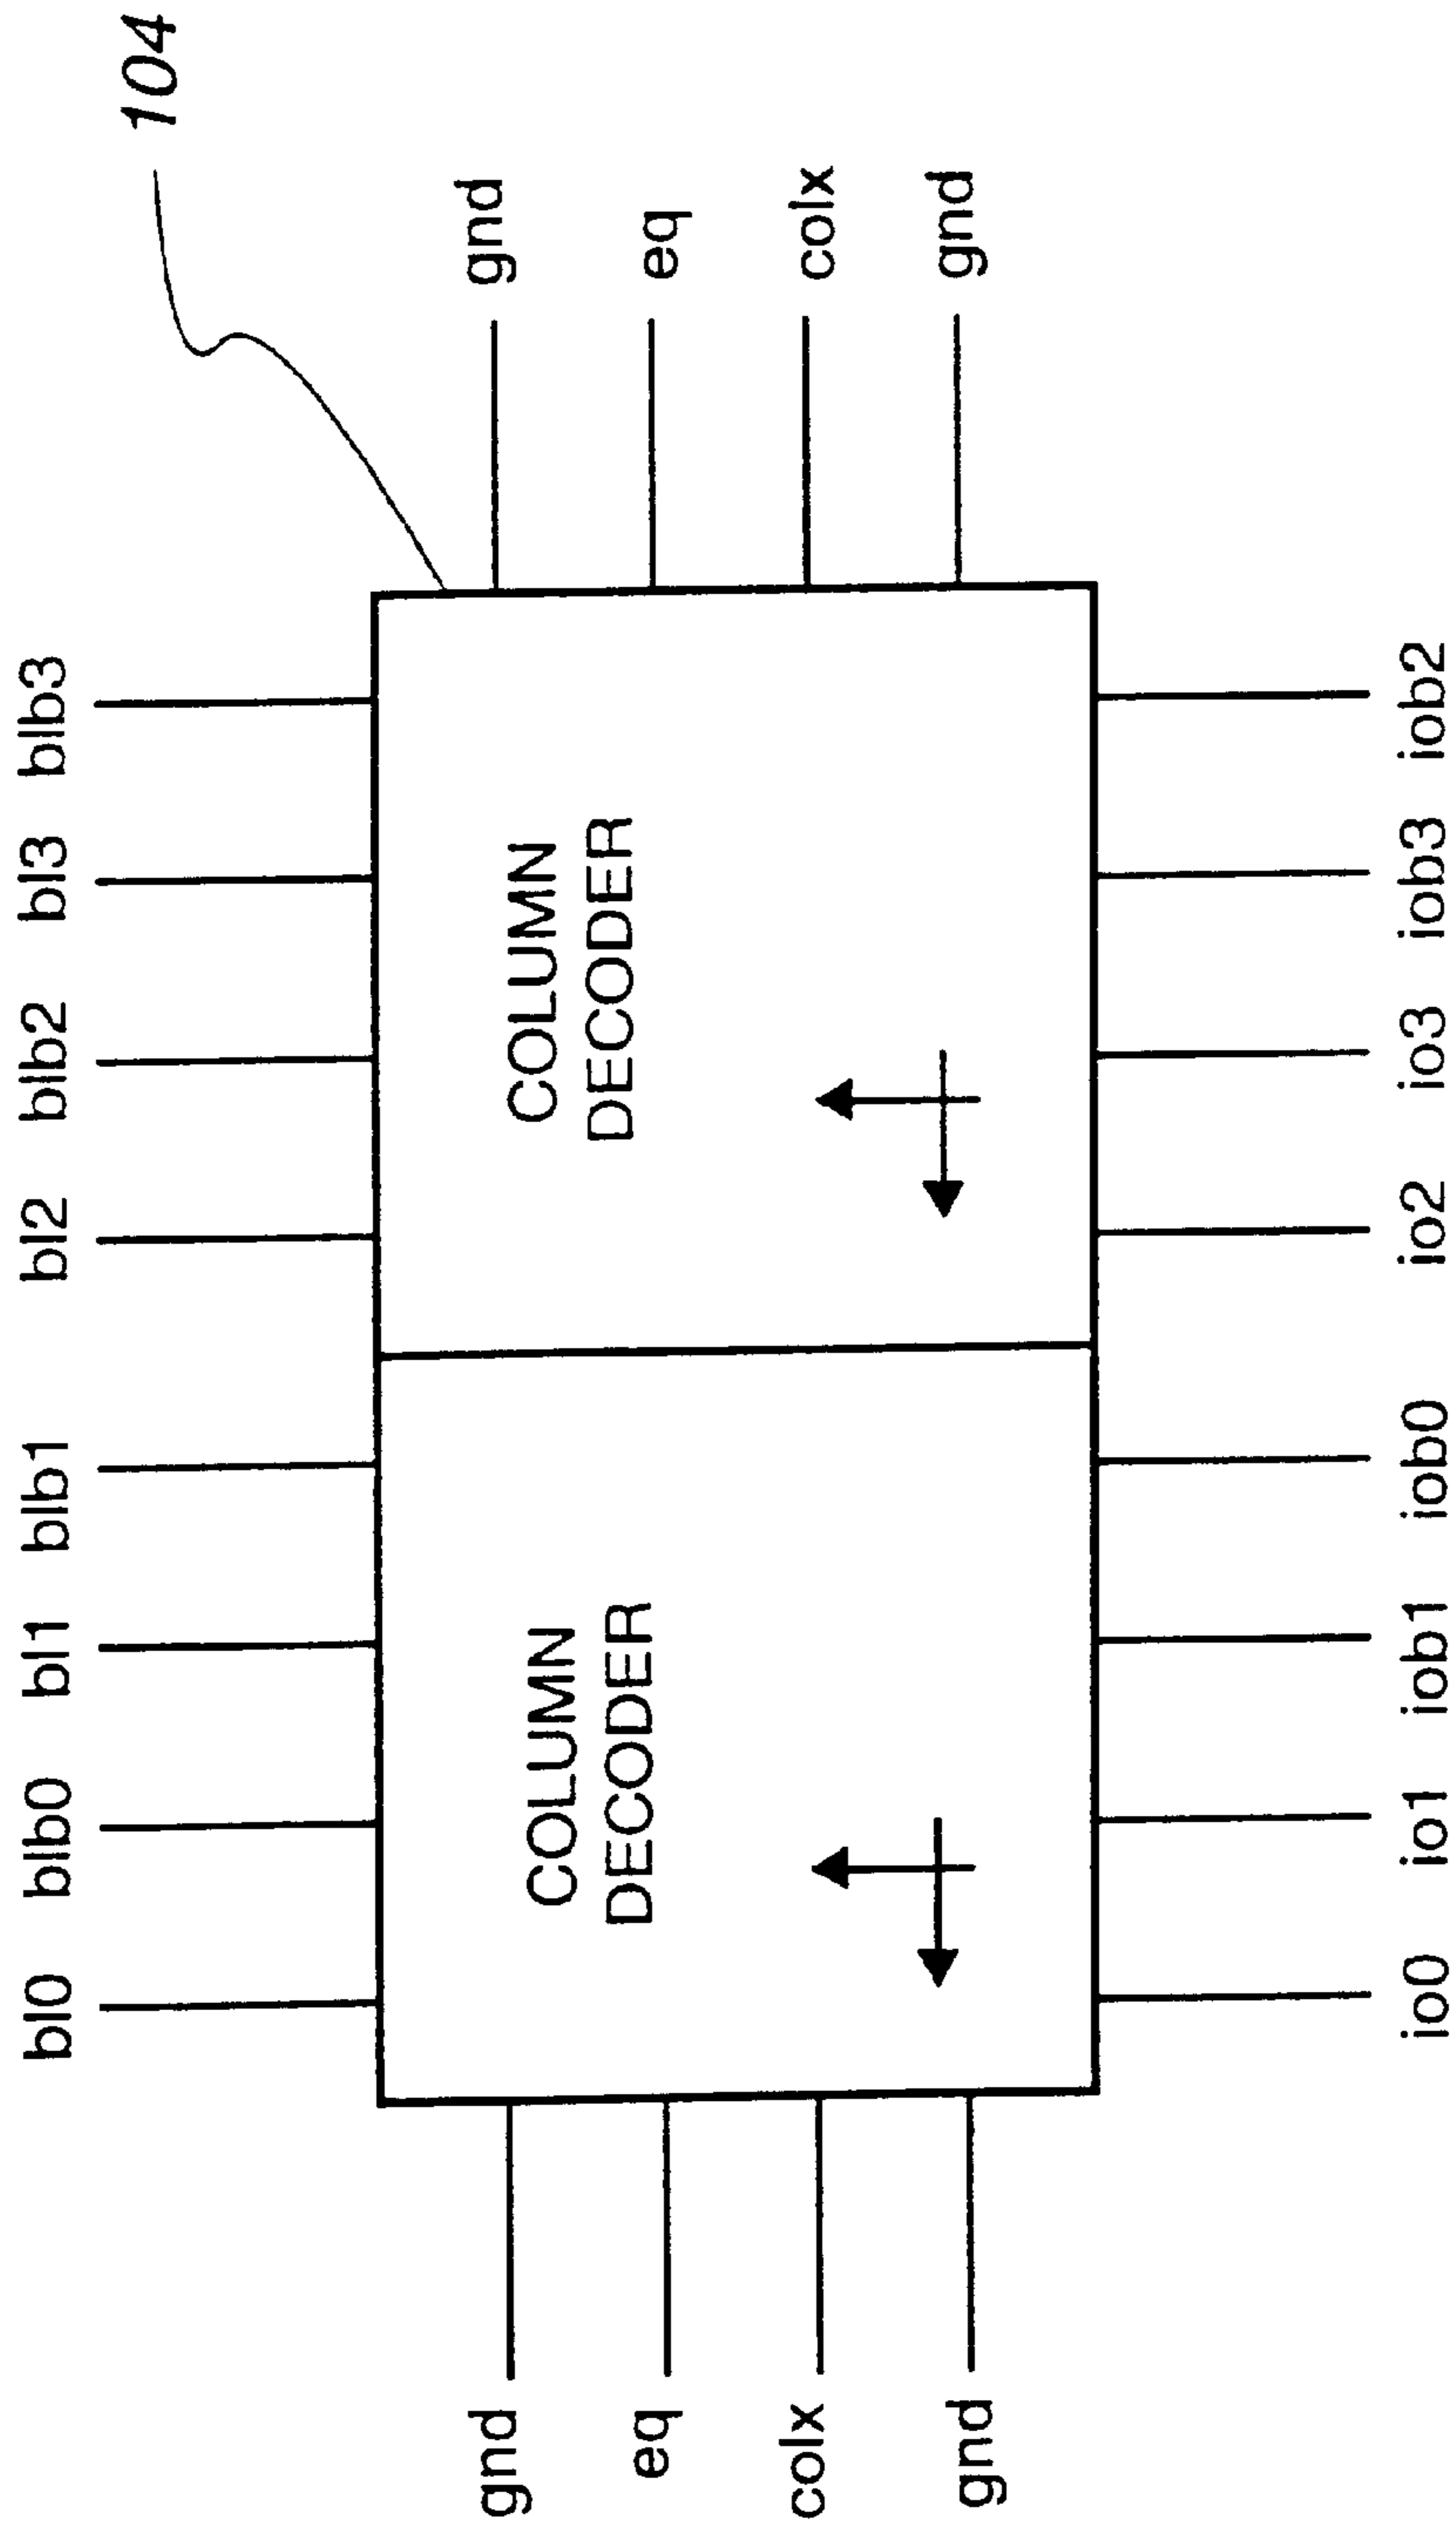 104
bl0 blb0 bl1 blb1 bl2 blb2 bl3 blb3
gnd
eq
colx
gnd
COLUMN
DECODER
COLUMN
DECODER
gnd
eq
colx
gnd
io0 io1 iob1 iob0 io2 io3 iob3 iob2